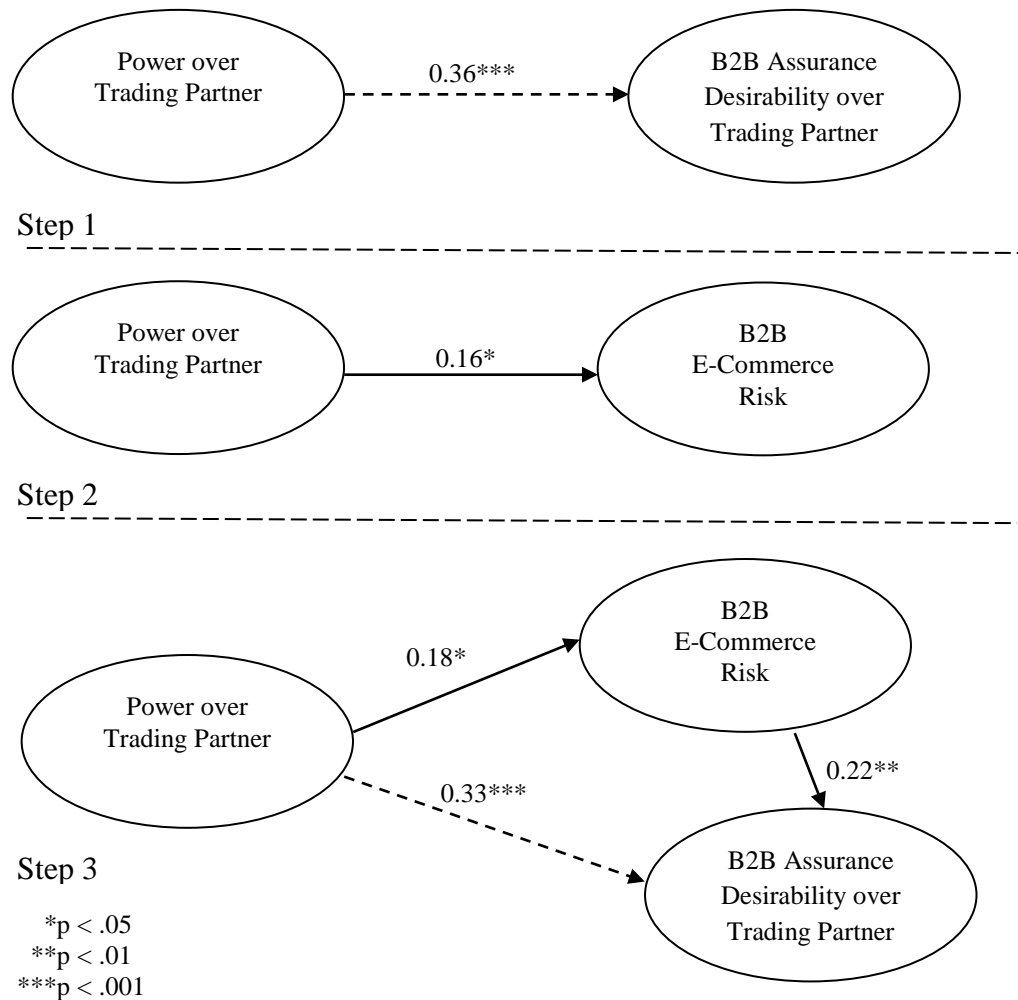 Power over
Trading Partner
0.36***
B2B Assurance
Desirability over
Trading Partner
Step 1
Power over
Trading Partner
0.16*
B2B
E-Commerce
Risk
Step 2
B2B
E-Commerce
Risk
0.18*
Power over
Trading Partner
0.22**
0.33***
Step 3
B2B Assurance
Desirability over
Trading Partner
*p < .05
**p < .01
***p < .001